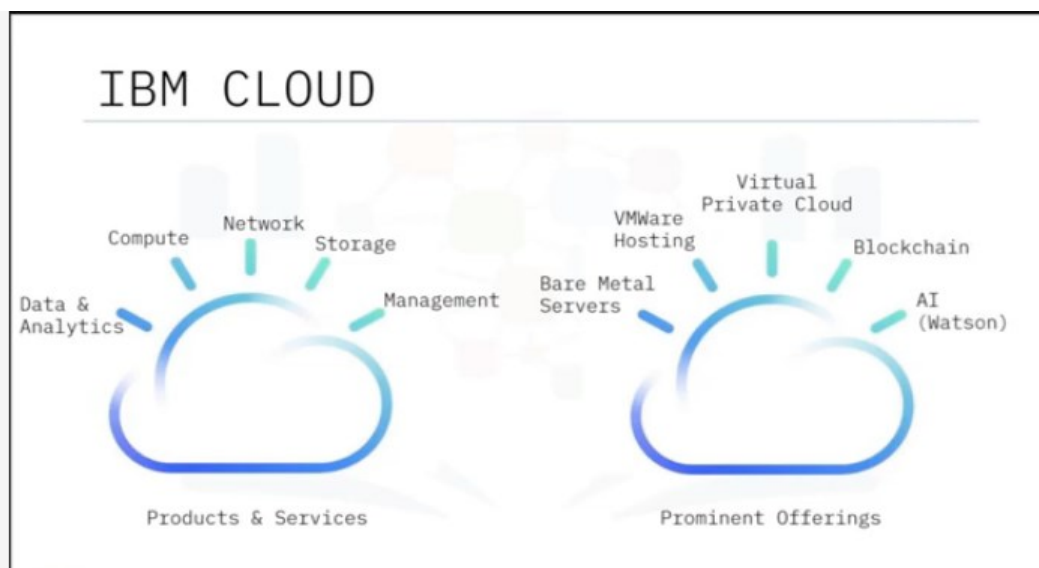 IBM CLOUD
Data &
Analytics
Compute
Network
Storage
Management
Products & Services
Bare Metal
Servers
VMWare
Hosting
Virtual
Private Cloud
Blockchain
AI
(Watson)
Prominent Offerings